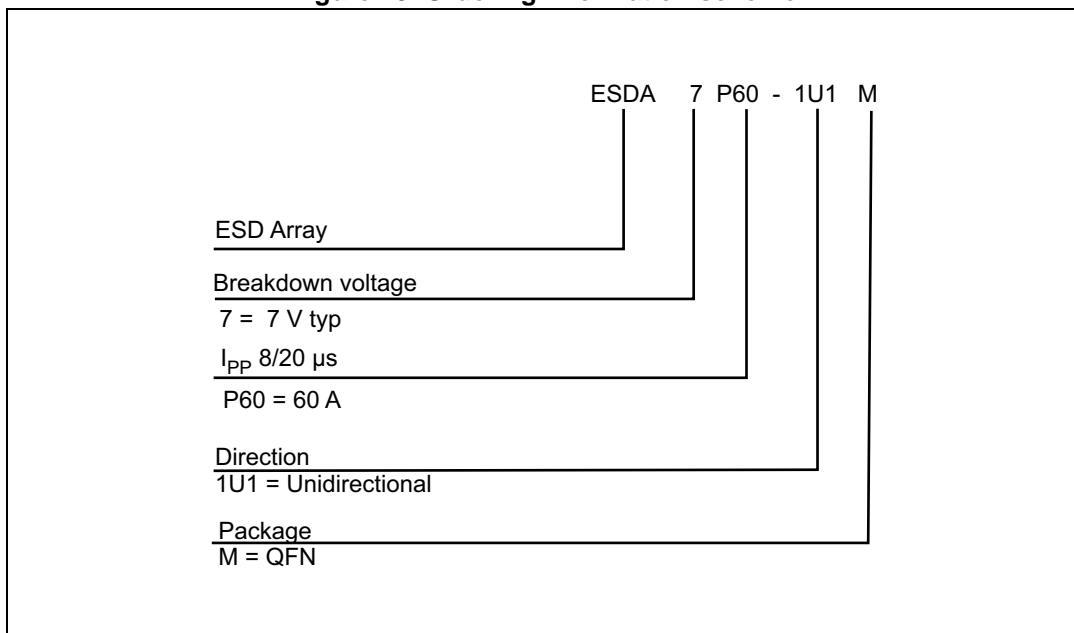 ESDA 7 P60 - 1U1 M
ESD Array
Breakdown voltage
7 = 7 V typ
IPP 8/20 µs
P60 = 60 A
Direction
1U1 = Unidirectional
Package
M = QFN